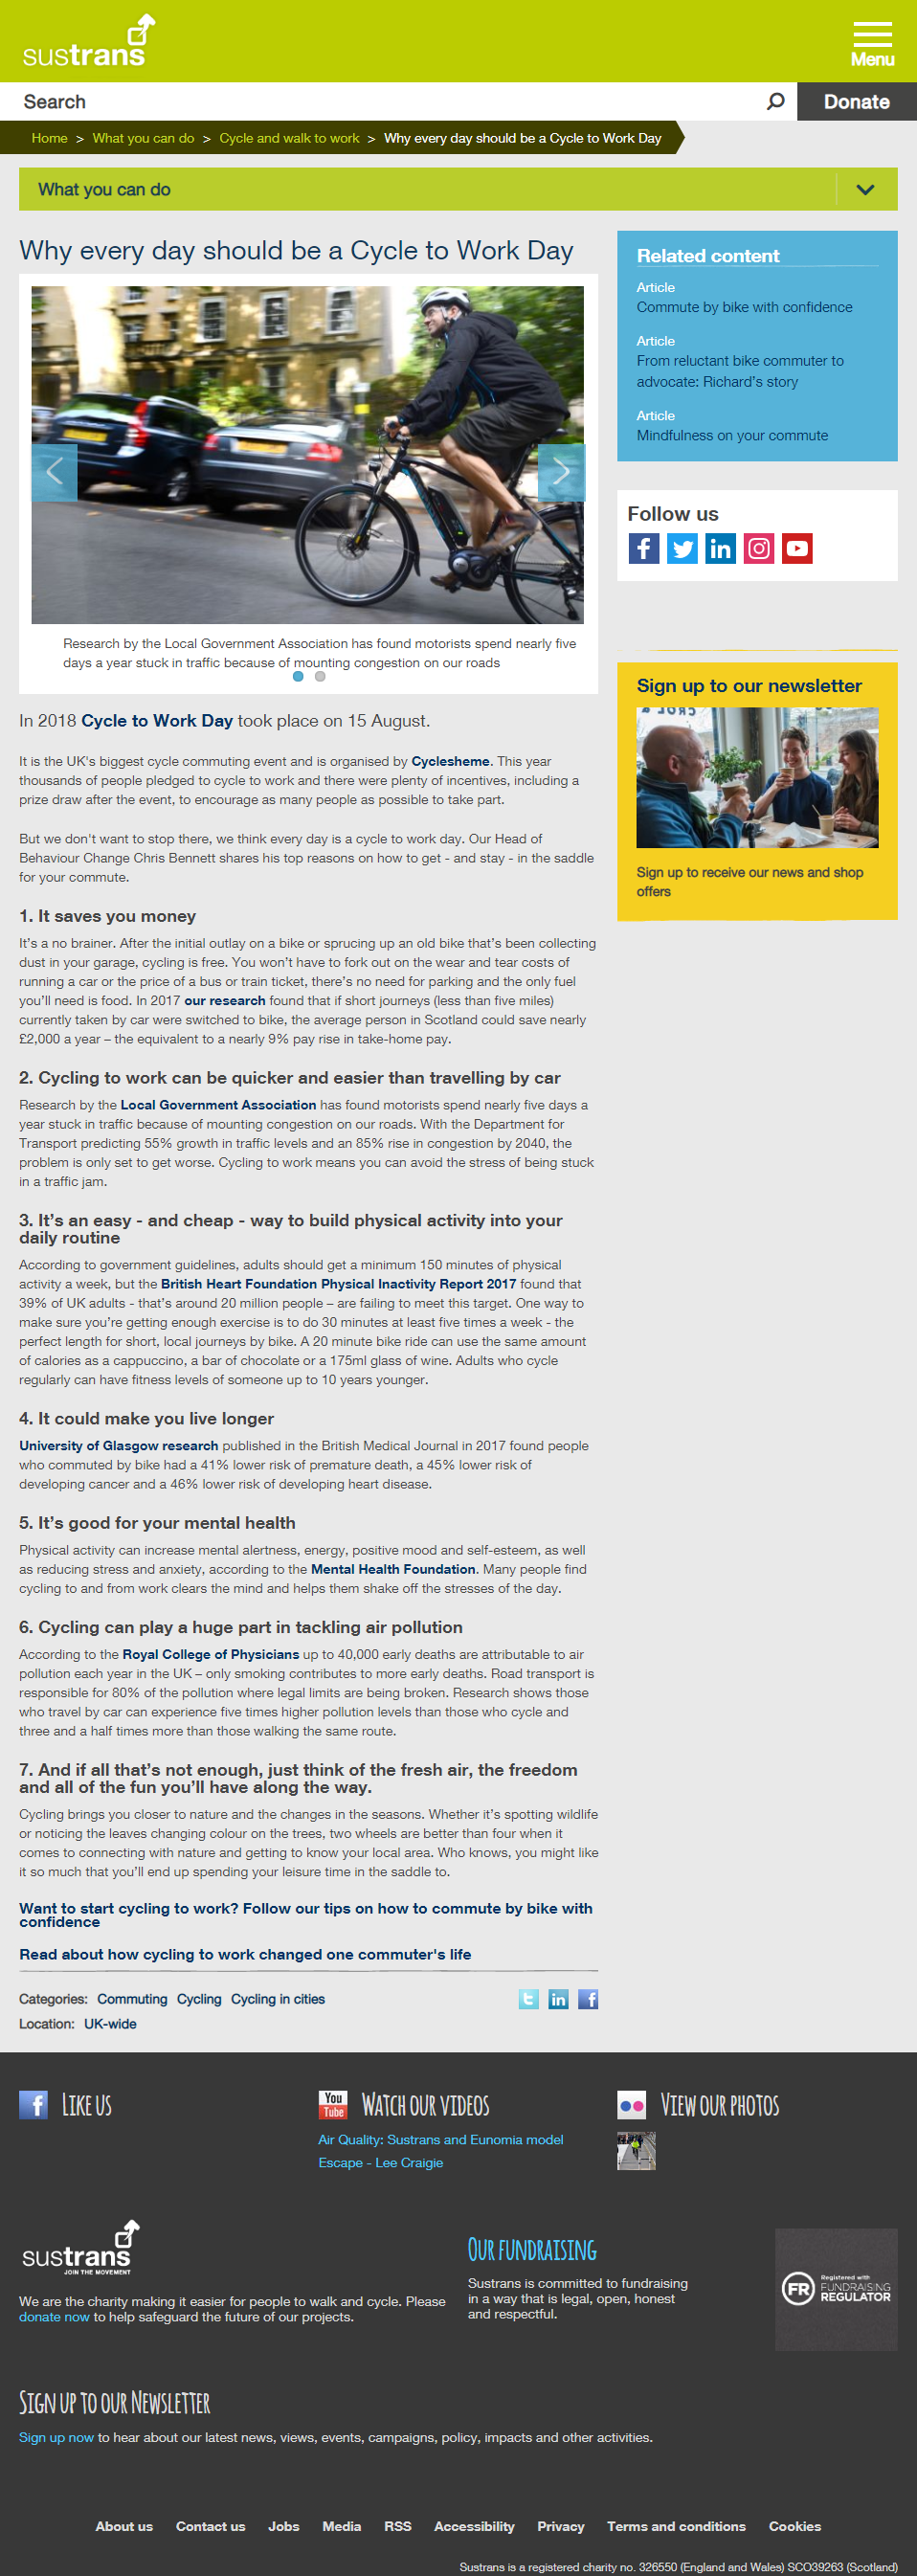 sustrans
Menu
Search
Donate
Home > What you can do > Cycle and walk to work > Why every day should be a Cycle to Work Day
What you can do
Why every day should be a Cycle to Work Day
Research by the Local Government Association has found motorists spend nearly five
days a year stuck in traffic because of mounting congestion on our roads
In 2018 Cycle to Work Day took place on 15 August.
It is the UK's biggest cycle commuting event and is organised by Cyclesheme. This year
thousands of people pledged to cycle to work and there were plenty of incentives, including a
prize draw after the event, to encourage as many people as possible to take part.
But we don't want to stop there, we think every day is a cycle to work day. Our Head of
Behaviour Change Chris Bennett shares his top reasons on how to get - and stay - in the saddle
for your commute.
1. It saves you money
It’s a no brainer. After the initial outlay on a bike or sprucing up an old bike that’s been collecting
dust in your garage, cycling is free. You won’t have to fork out on the wear and tear costs of
running a car or the price of a bus or train ticket, there’s no need for parking and the only fuel
you’ll need is food. In 2017 our research found that if short journeys (less than five miles)
currently taken by car were switched to bike, the average person in Scotland could save nearly
£2,000 a year – the equivalent to a nearly 9% pay rise in take-home pay.
2. Cycling to work can be quicker and easier than travelling by car
Research by the Local Government Association has found motorists spend nearly five days a
year stuck in traffic because of mounting congestion on our roads. With the Department for
Transport predicting 55% growth in traffic levels and an 85% rise in congestion by 2040, the
problem is only set to get worse. Cycling to work means you can avoid the stress of being stuck
in a traffic jam.
3. It’s an easy - and cheap - way to build physical activity into your
daily routine
According to government guidelines, adults should get a minimum 150 minutes of physical
activity a week, but the British Heart Foundation Physical Inactivity Report 2017 found that
39% of UK adults - that’s around 20 million people – are failing to meet this target. One way to
make sure you’re getting enough exercise is to do 30 minutes at least five times a week - the
perfect length for short, local journeys by bike. A 20 minute bike ride can use the same amount
of calories as a cappuccino, a bar of chocolate or a 175ml glass of wine. Adults who cycle
regularly can have fitness levels of someone up to 10 years younger.
4. It could make you live longer
University of Glasgow research published in the British Medical Journal in 2017 found people
who commuted by bike had a 41% lower risk of premature death, a 45% lower risk of
developing cancer and a 46% lower risk of developing heart disease.
5. It’s good for your mental health
Physical activity can increase mental alertness, energy, positive mood and self-esteem, as well
as reducing stress and anxiety, according to the Mental Health Foundation. Many people find
cycling to and from work clears the mind and helps them shake off the stresses of the day.
6. Cycling can play a huge part in tackling air pollution
According to the Royal College of Physicians up to 40,000 early deaths are attributable to air
pollution each year in the UK – only smoking contributes to more early deaths. Road transport is
responsible for 80% of the pollution where legal limits are being broken. Research shows those
who travel by car can experience five times higher pollution levels than those who cycle and
three and a half times more than those walking the same route.
7. And if all that’s not enough, just think of the fresh air, the freedom
and all of the fun you’ll have along the way.
Cycling brings you closer to nature and the changes in the seasons. Whether it’s spotting wildlife
or noticing the leaves changing colour on the trees, two wheels are better than four when it
comes to connecting with nature and getting to know your local area. Who knows, you might like
it so much that you’ll end up spending your leisure time in the saddle to.
Want to start cycling to work? Follow our tips on how to commute by bike with
confidence
Read about how cycling to work changed one commuter's life
Categories: Commuting Cycling Cycling in cities
Location: UK-wide
Related content
Article
Commute by bike with confidence
Article
From reluctant bike commuter to
advocate: Richard’s story
Article
Mindfulness on your commute
Follow us
Sign up to our newsletter
Sign up to receive our news and shop
offers
Like us
You Tube
Watch our videos
Air Quality: Sustrans and Eunomia model
Escape - Lee Craigie
View our photos
sustrans
JOIN THE MOVEMENT
We are the charity making it easier for people to walk and cycle. Please
donate now to help safeguard the future of our projects.
Our fundraising
Sustrans is committed to fundraising
in a way that is legal, open, honest
and respectful.
FR Registered with
FUNDRAISING
REGULATOR
Sign up to our Newsletter
Sign up now to hear about our latest news, views, events, campaigns, policy, impacts and other activities.
About us Contact us Jobs Media RSS Accessibility Privacy Terms and conditions Cookies
Sustrans is a registered charity no. 326550 (England and Wales) SCO39263 (Scotland)